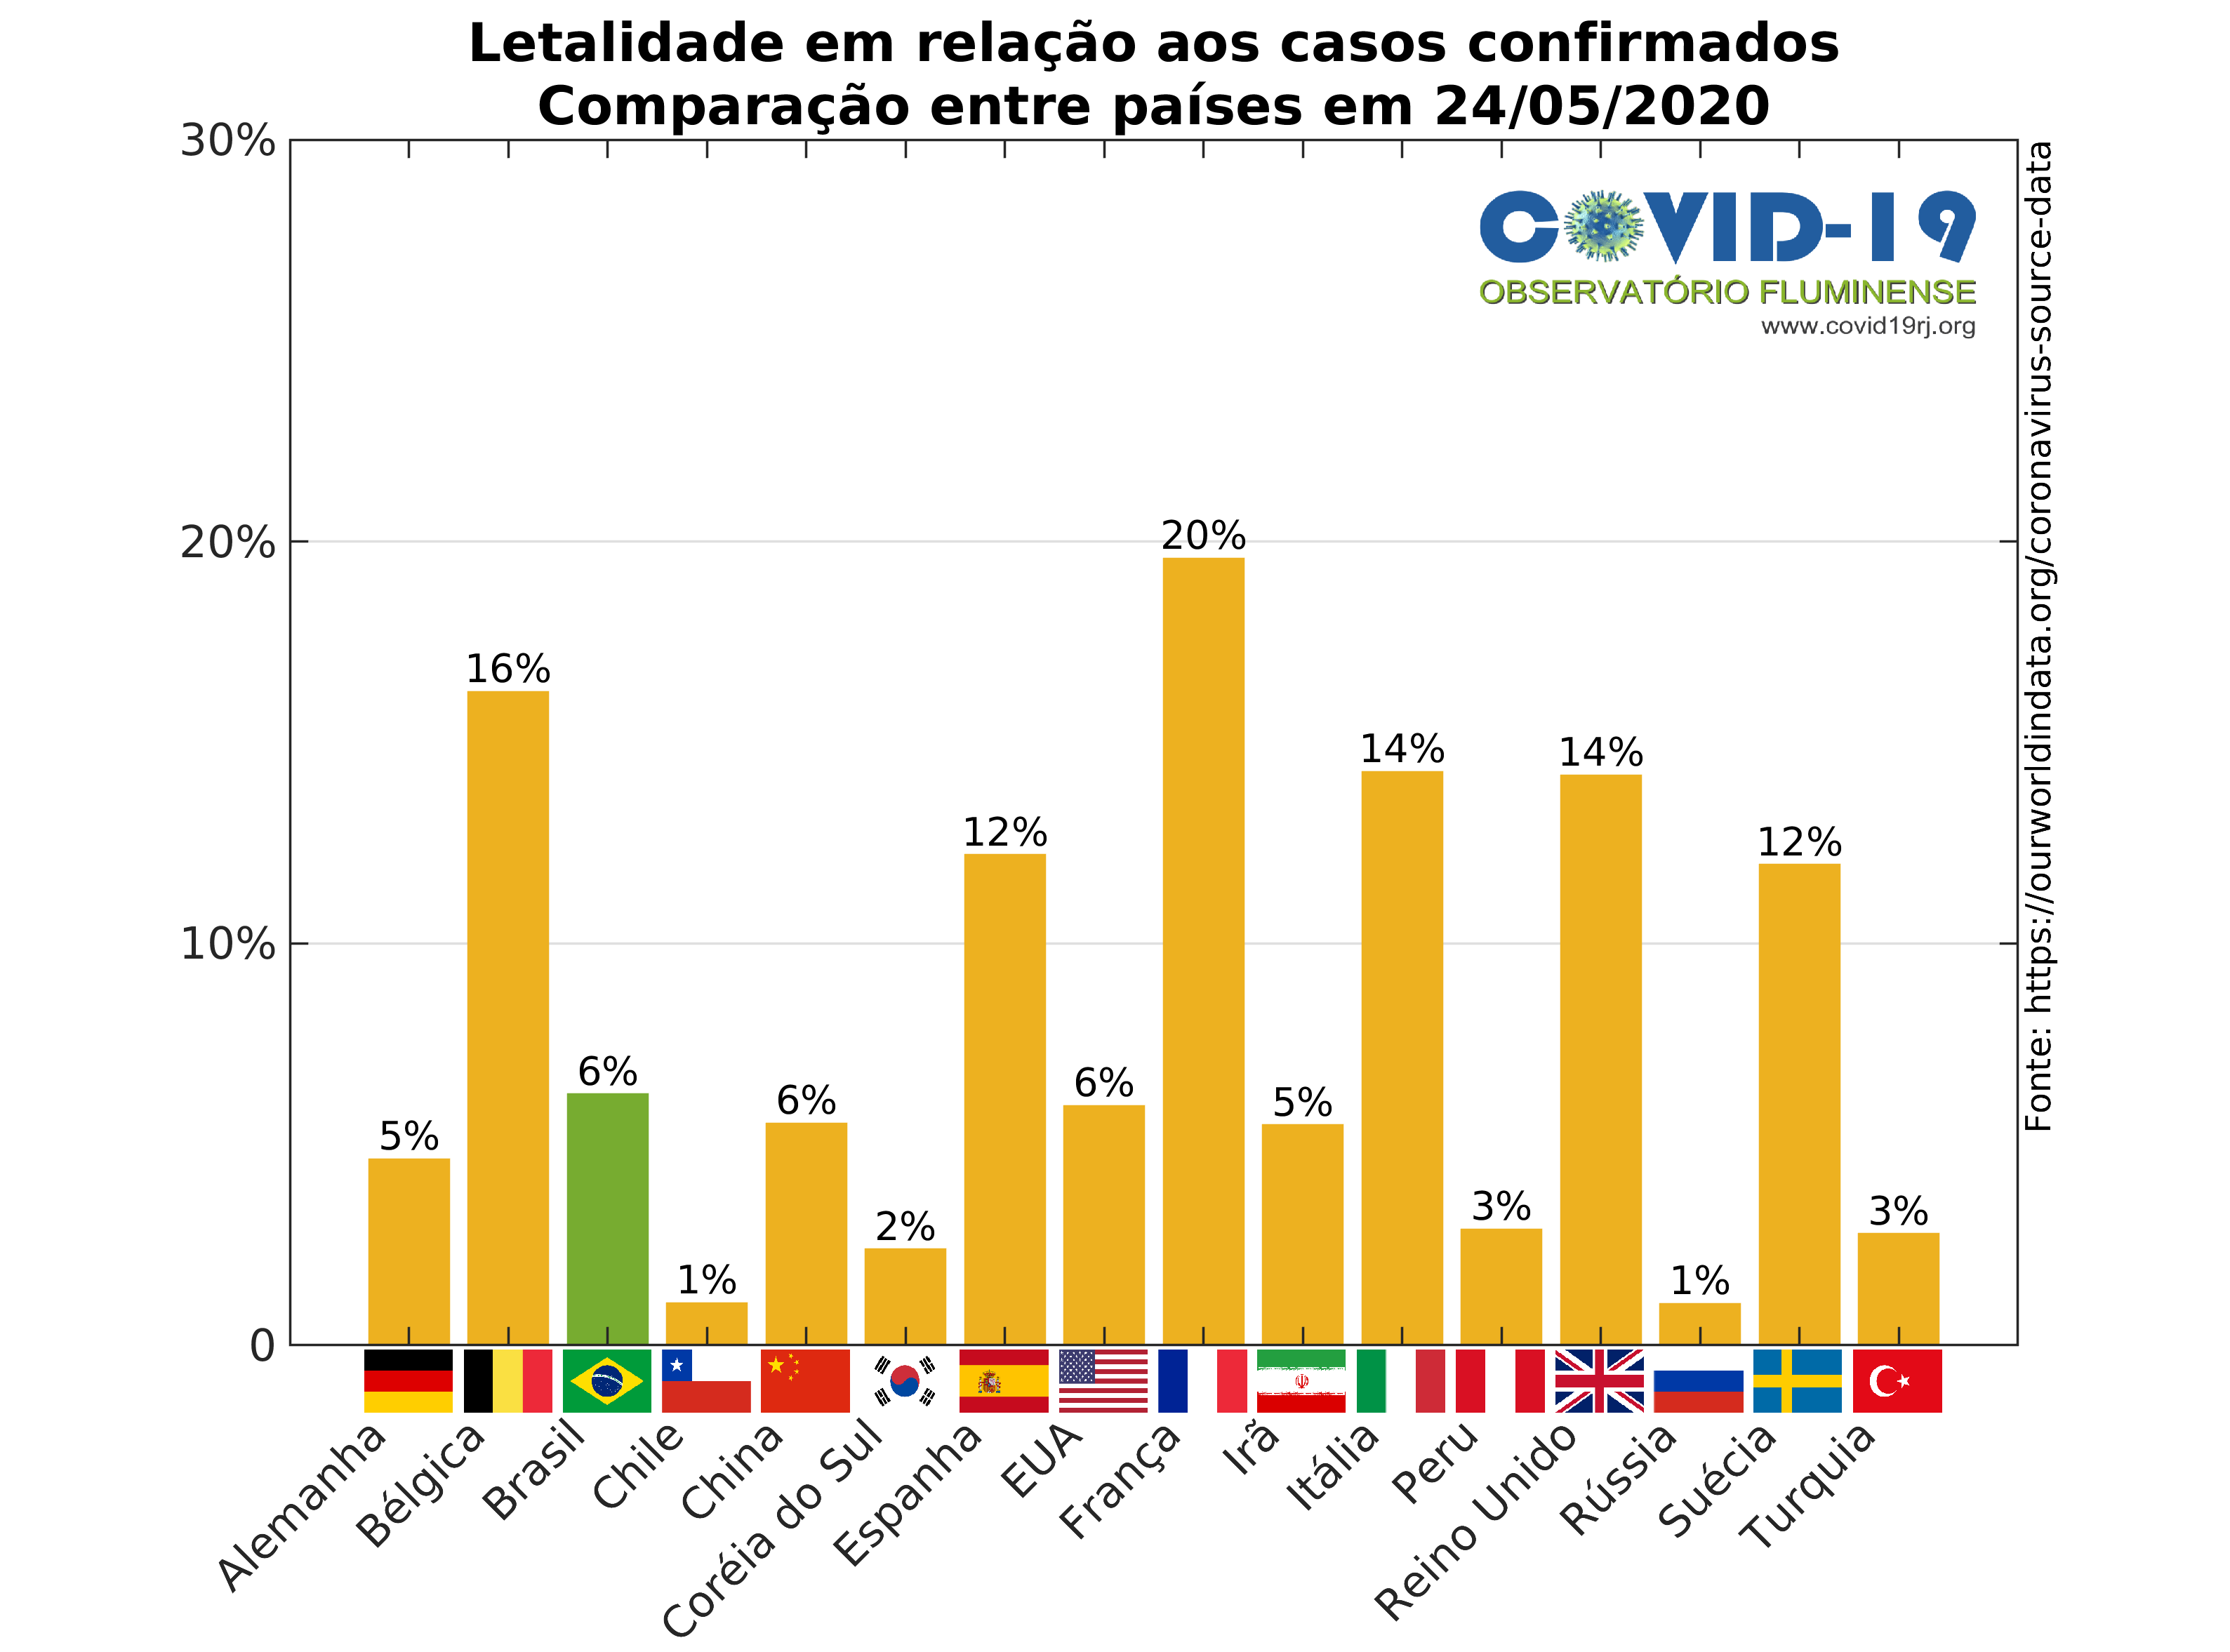 Letalidade em relação aos casos confirmados
Comparação entre países em 24/05/2020
30%
20%
10%
0
COVID-19
OBSERVATÓRIO FLUMINENSE
www.covid19rj.org
Fonte: https://ourworldindata.org/coronavirus-source-data
5%
16%
6%
1%
6%
2%
12%
6%
20%
5%
14%
3%
14%
1%
12%
3%
Alemanha
Bélgica
Brasil
Chile
China
Coréia do Sul
Espanha
EUA
França
Irã
Itália
Peru
Reino Unido
Rússia
Suécia
Turquia